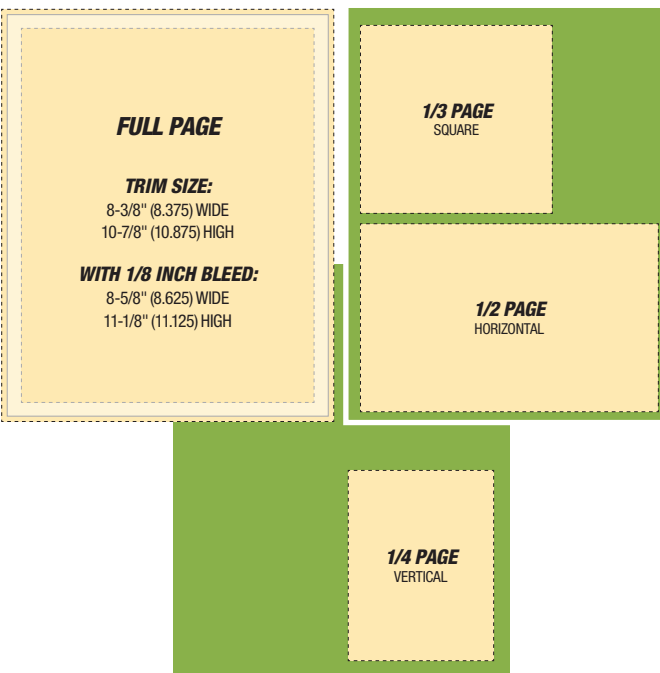 FULL PAGE
TRIM SIZE:
8-3/8" (8.375) WIDE
10-7/8" (10.875) HIGH
WITH 1/8 INCH BLEED:
8-5/8" (8.625) WIDE
11-1/8" (11.125) HIGH
1/3 PAGE
SQUARE
1/2 PAGE
HORIZONTAL
1/4 PAGE
VERTICAL